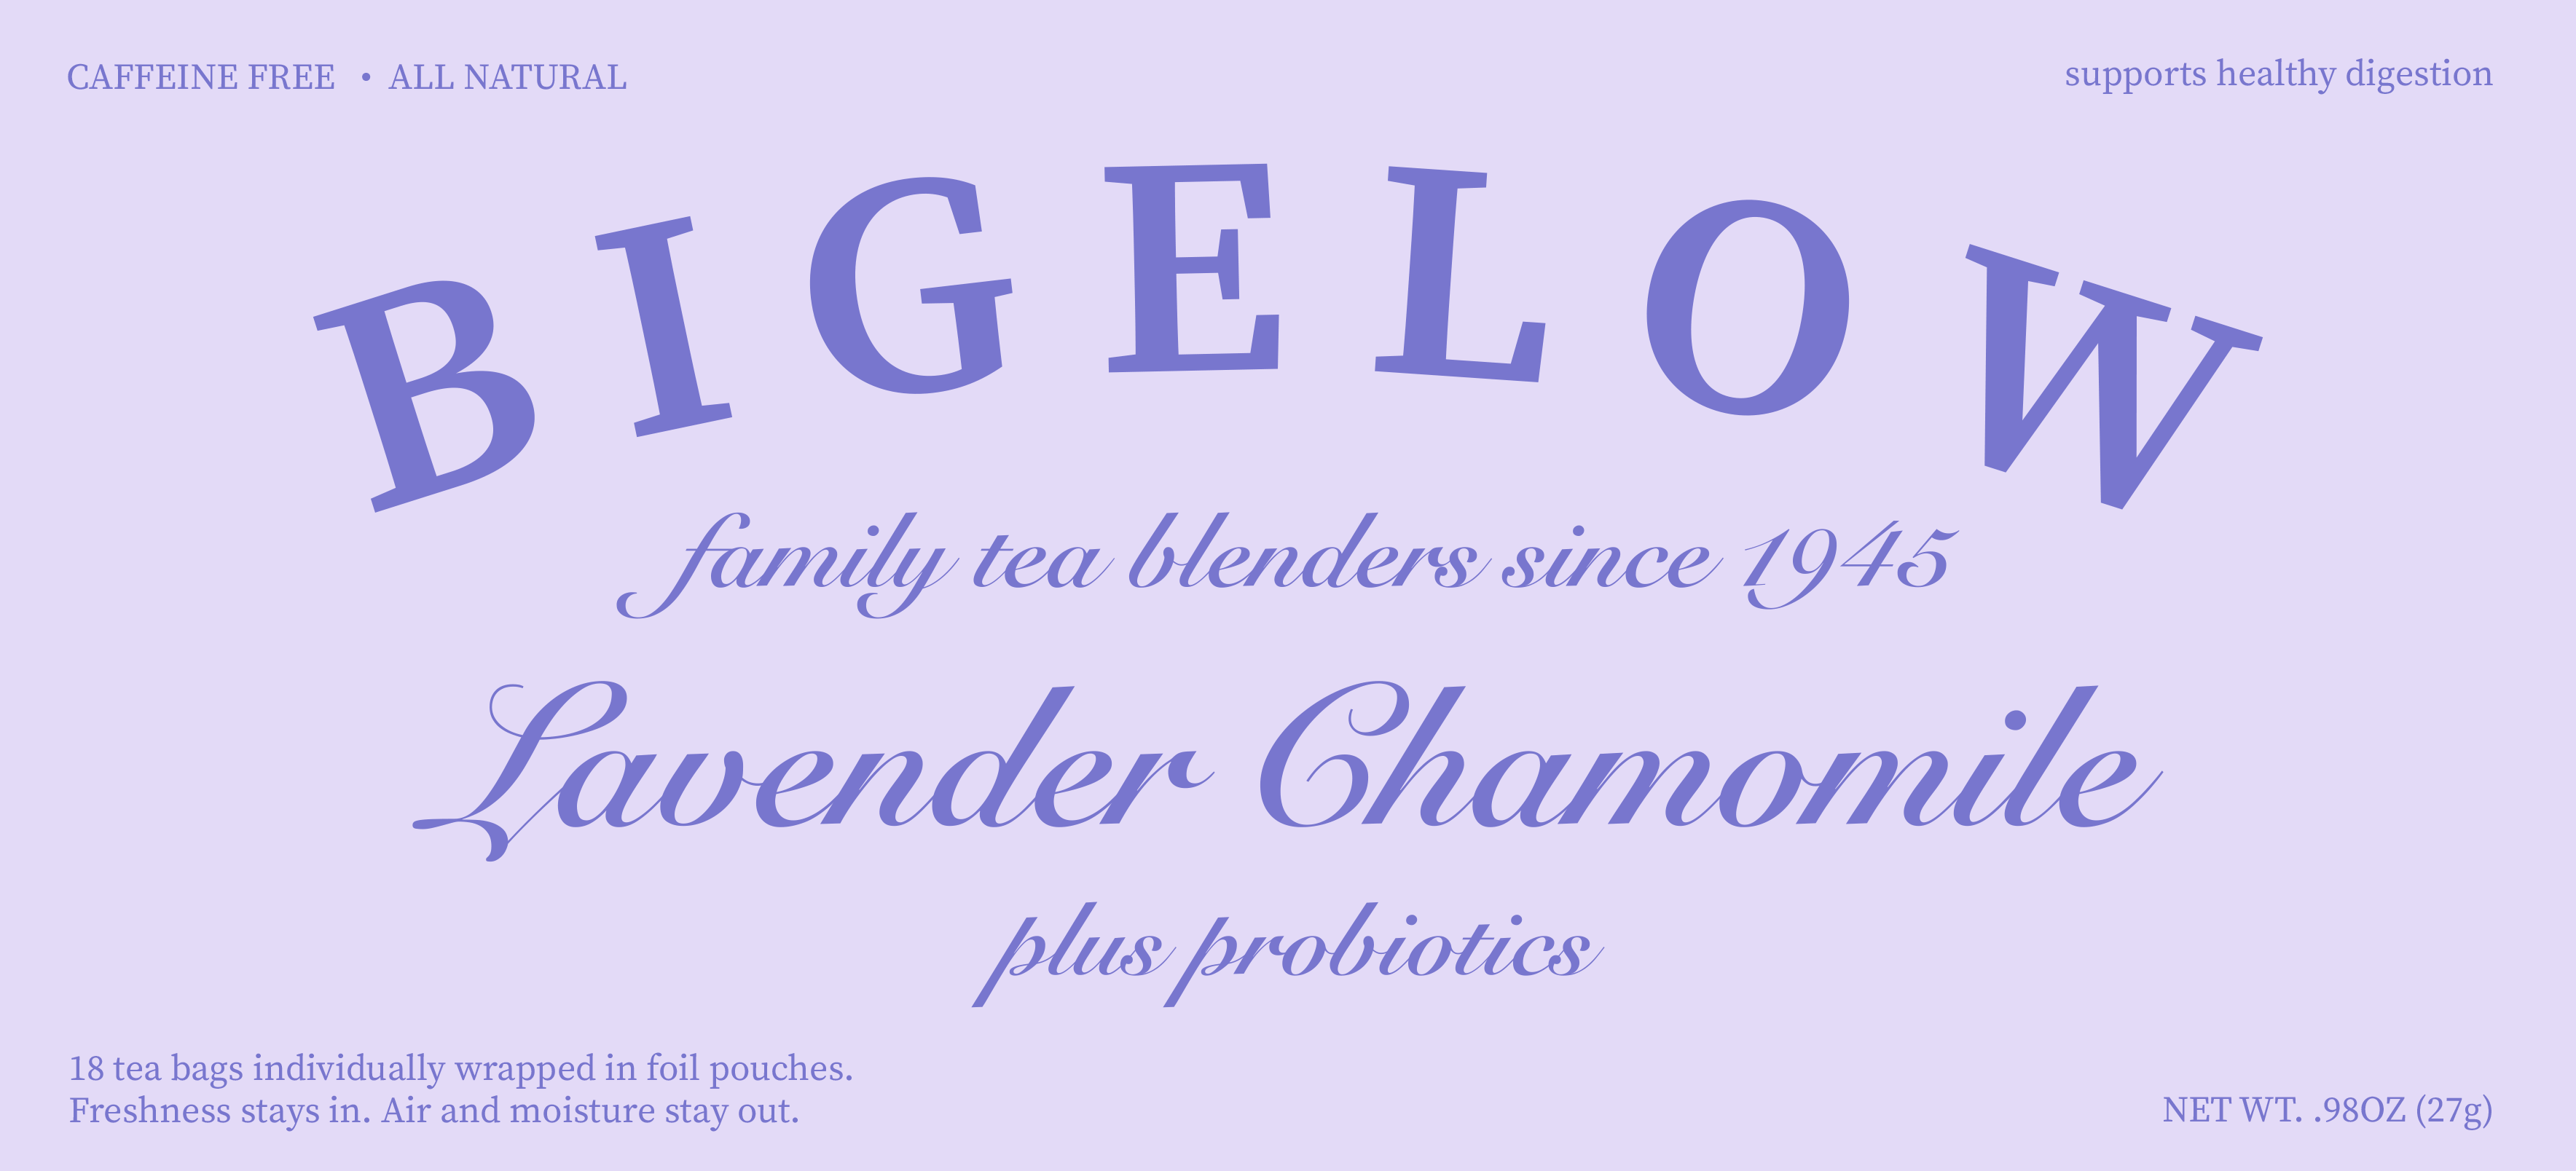 CAFFEINE FREE • ALL NATURAL
supports healthy digestion
BIGELOW
family tea blenders since 1945
Lavender Chamomile
plus probiotics
18 tea bags individually wrapped in foil pouches.
Freshness stays in. Air and moisture stay out.
NET WT. .98OZ (27g)